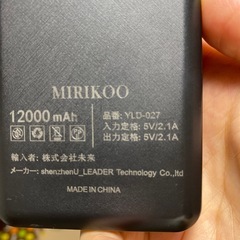 MIRIKOO
12000mAh
品番: YLD-027
入力定格: 5V/2.1A
出力定格: 5V/2.1A
輸入者: 株式会社未来
メーカー: shenzhenU_LEADER Technology Co., Ltd
MADE IN CHINA